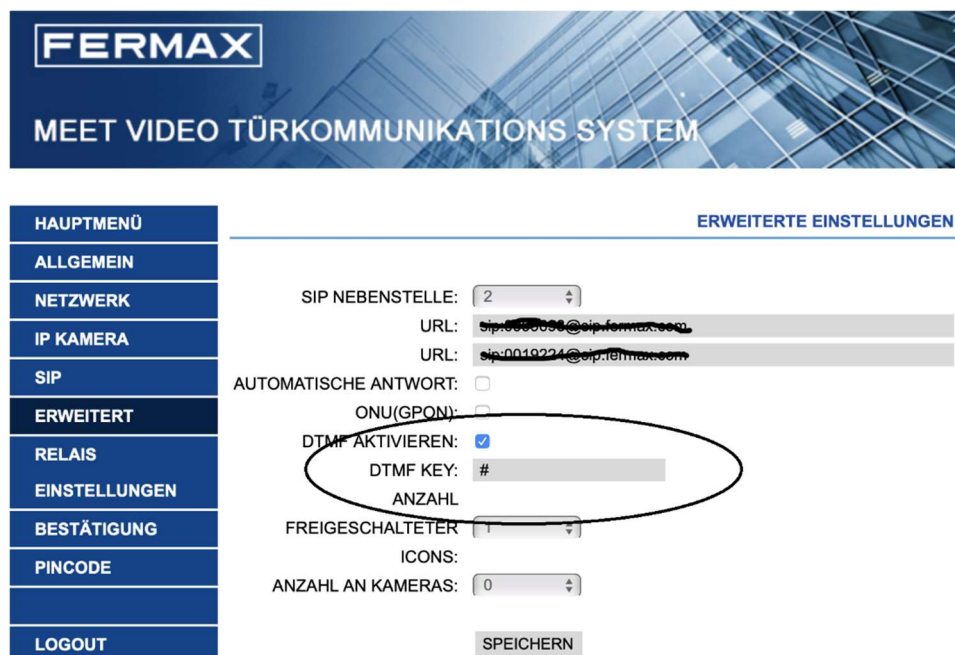 FERMAX
MEET VIDEO TÜRKOMMUNIKATIONS SYSTEM
HAUPTMENÜ
ALLGEMEIN
NETZWERK
IP KAMERA
SIP
ERWEITERT
RELAIS
EINSTELLUNGEN
BESTÄTIGUNG
PINCODE
LOGOUT
ERWEITERTE EINSTELLUNGEN
SIP NEBENSTELLE: 2
URL:
URL:
AUTOMATISCHE ANTWORT:
ONU(GPON):
DTMF AKTIVIEREN:
DTMF KEY: #
ANZAHL
FREIGESCHALTETER 1
ICONS:
ANZAHL AN KAMERAS: 0
SPEICHERN